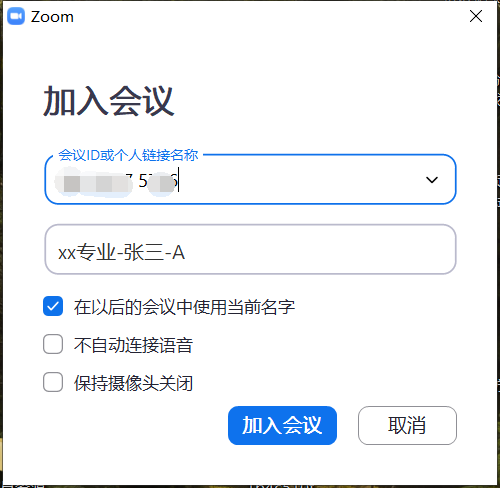 Zoom
加入会议
会议ID或个人链接名称
xx专业-张三-A
在以后的会议中使用当前名字
不自动连接语音
保持摄像头关闭
加入会议
取消